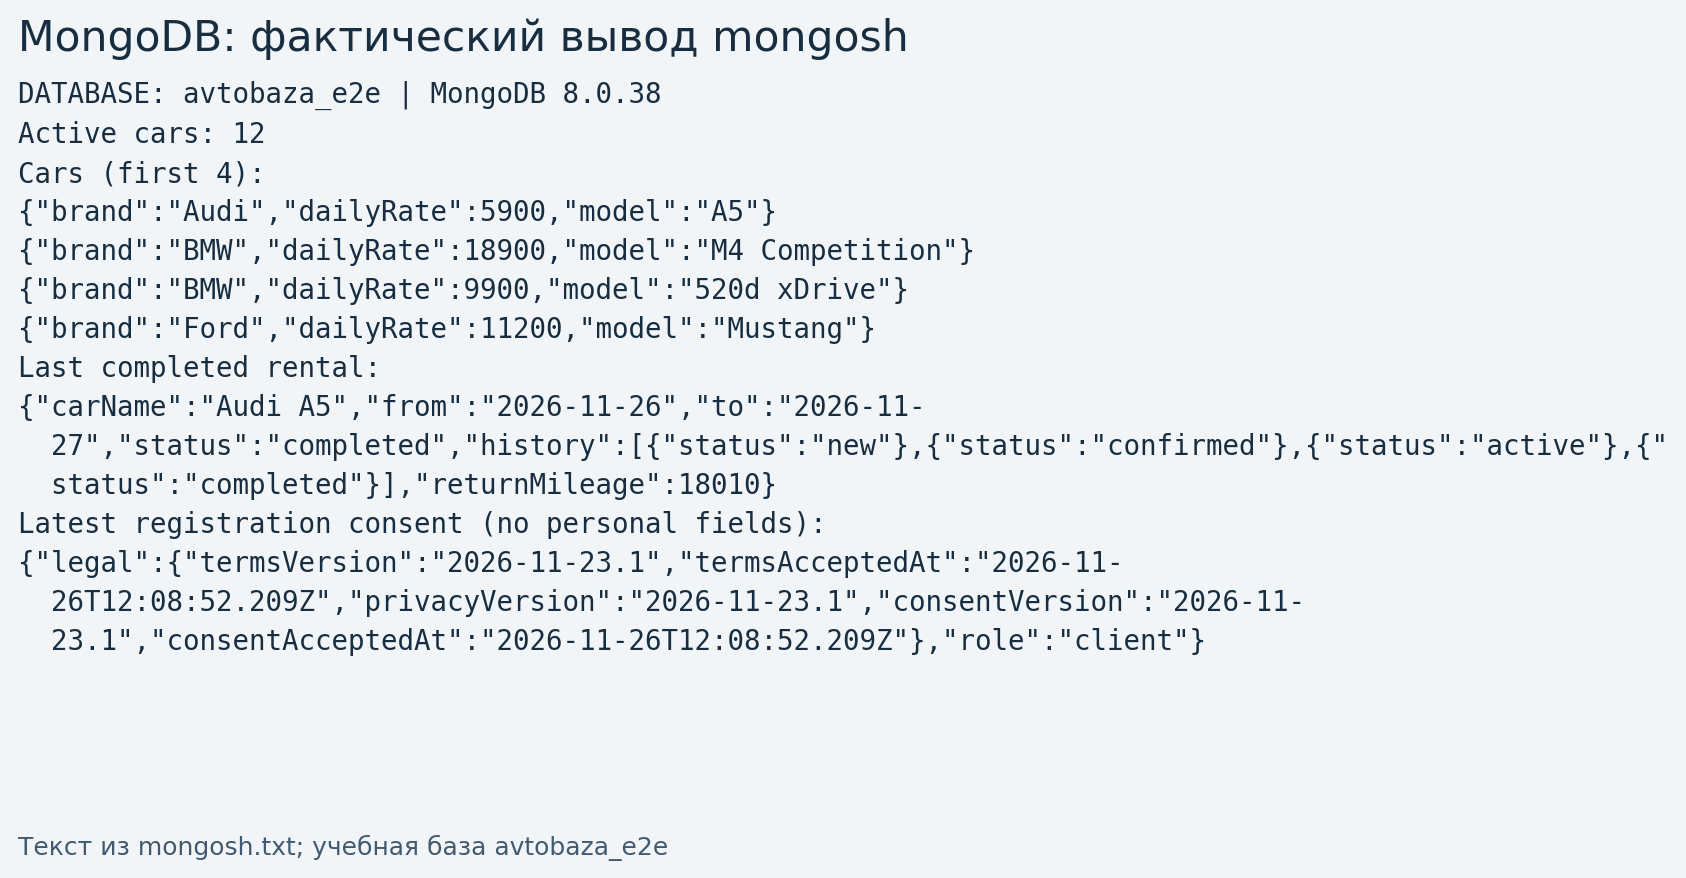 MongoDB: фактический вывод mongosh
DATABASE: avtobaza_e2e | MongoDB 8.0.38
Active cars: 12
Cars (first 4):
{"brand":"Audi","dailyRate":5900,"model":"A5"}
{"brand":"BMW","dailyRate":18900,"model":"M4 Competition"}
{"brand":"BMW","dailyRate":9900,"model":"520d xDrive"}
{"brand":"Ford","dailyRate":11200,"model":"Mustang"}
Last completed rental:
{"carName":"Audi A5","from":"2026-11-26","to":"2026-11-
27","status":"completed","history":[{"status":"new"},{"status":"confirmed"},{"status":"active"},{"
status":"completed"}],"returnMileage":18010}
Latest registration consent (no personal fields):
{"legal":{"termsVersion":"2026-11-23.1","termsAcceptedAt":"2026-11-
26T12:08:52.209Z","privacyVersion":"2026-11-23.1","consentVersion":"2026-11-
23.1","consentAcceptedAt":"2026-11-26T12:08:52.209Z"},"role":"client"}
Текст из mongosh.txt; учебная база avtobaza_e2e